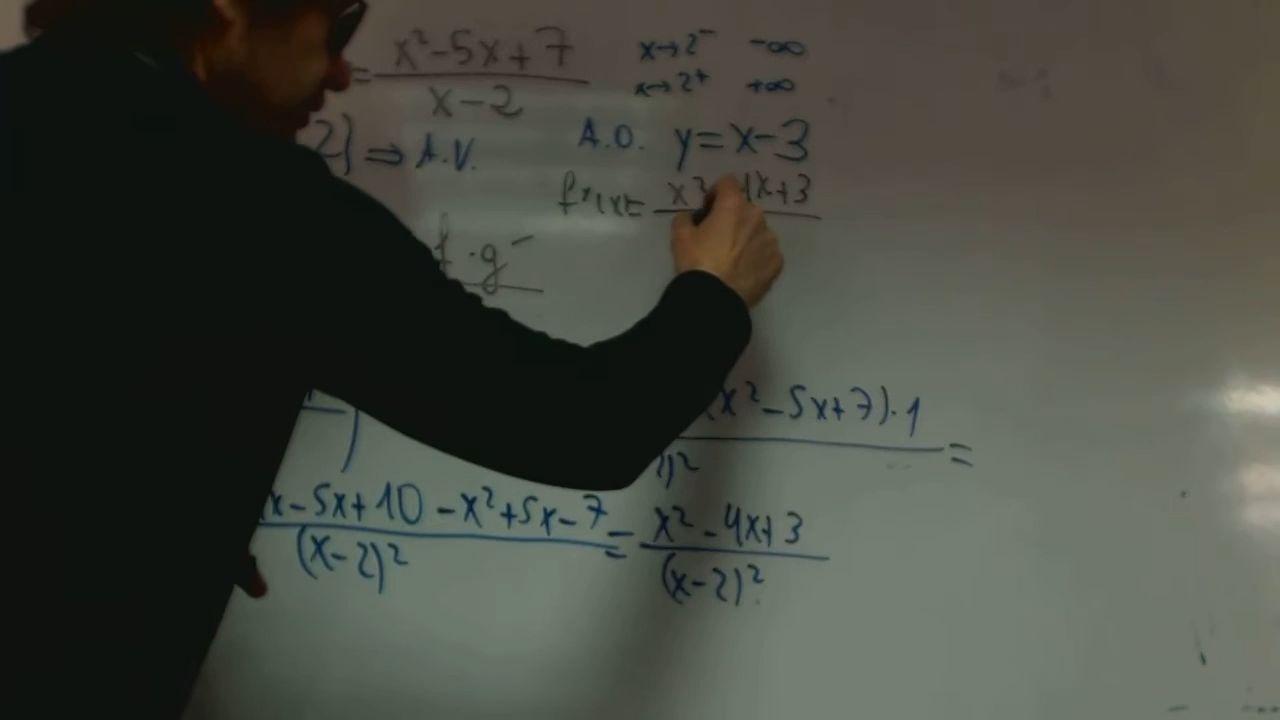 = x²-5x+7 / x-2
x→2⁻ -∞
x→2⁺ +∞
2} ⇒ A.V.
A.O. y=x-3
f'(x)= x²-4x+3
f·g
(x²-5x+7)·1 / )² =
x-5x+10-x²+5x-7 / (x-2)² = x²-4x+3 / (x-2)²